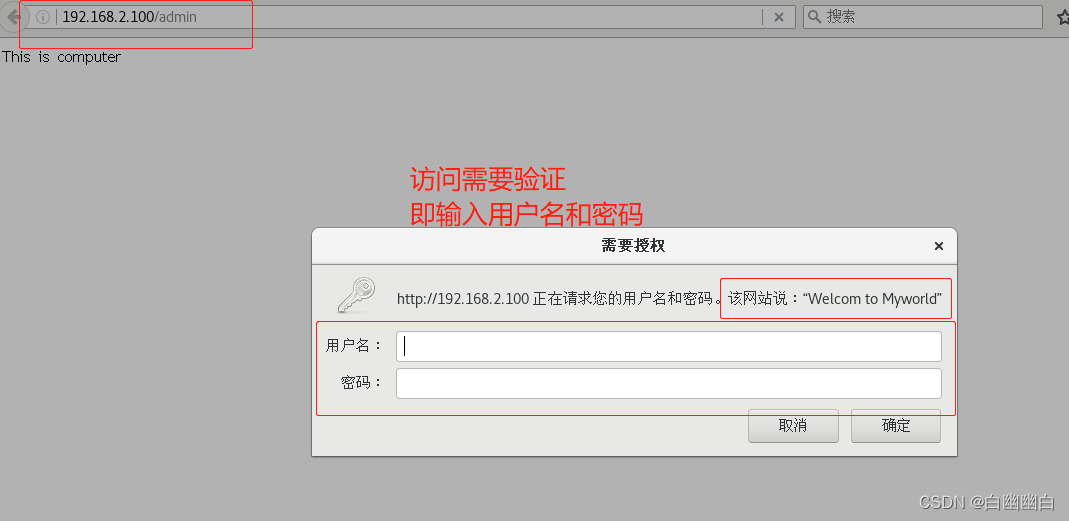 192.168.2.100/admin
搜索
This is computer
访问需要验证
即输入用户名和密码
需要授权
http://192.168.2.100 正在请求您的用户名和密码。该网站说：“Welcom to Myworld”
用户名：
密码：
取消 确定
CSDN @白幽幽白